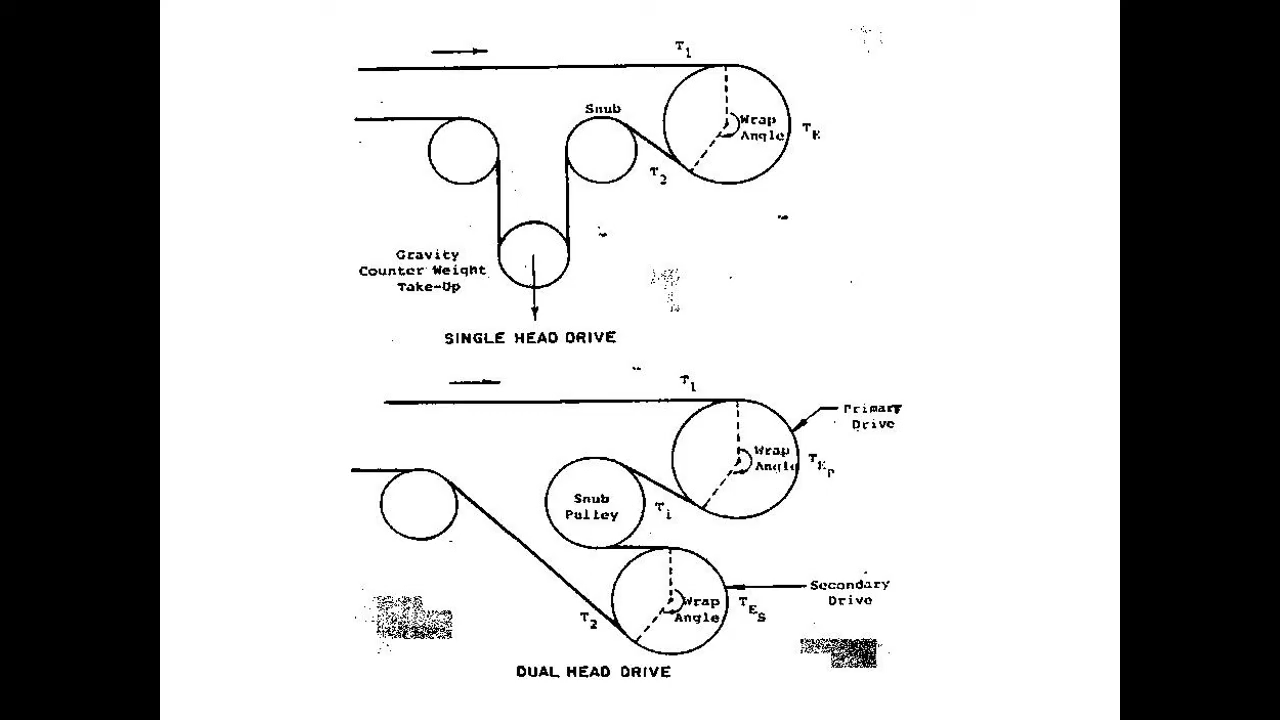 T1
Snub
Wrap
Angle
TE
T2
Gravity
Counter Weight
Take-Up
SINGLE HEAD DRIVE
T1
Primary
Drive
Wrap
Angle
TEP
Snub
Pulley
Ti
Secondary
Drive
Wrap
Angle
TES
T2
DUAL HEAD DRIVE